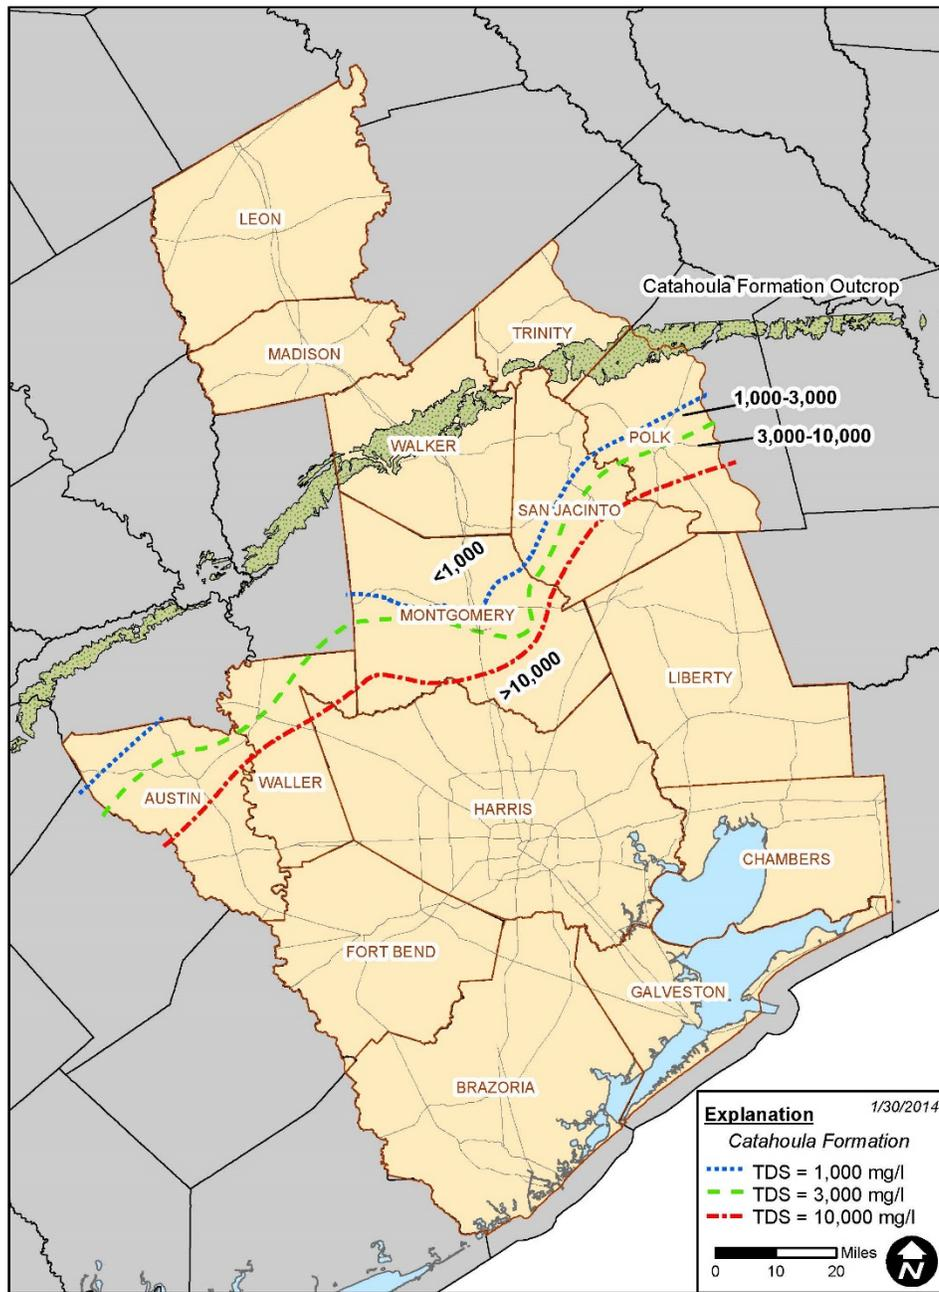 LEON
Catahoula Formation Outcrop
TRINITY
MADISON
1,000-3,000
POLK
3,000-10,000
WALKER
SAN JACINTO
<1,000
MONTGOMERY
>10,000
LIBERTY
WALLER
AUSTIN
HARRIS
CHAMBERS
FORT BEND
GALVESTON
BRAZORIA
Explanation 1/30/2014
Catahoula Formation
TDS = 1,000 mg/l
TDS = 3,000 mg/l
TDS = 10,000 mg/l
Miles
0 10 20
N